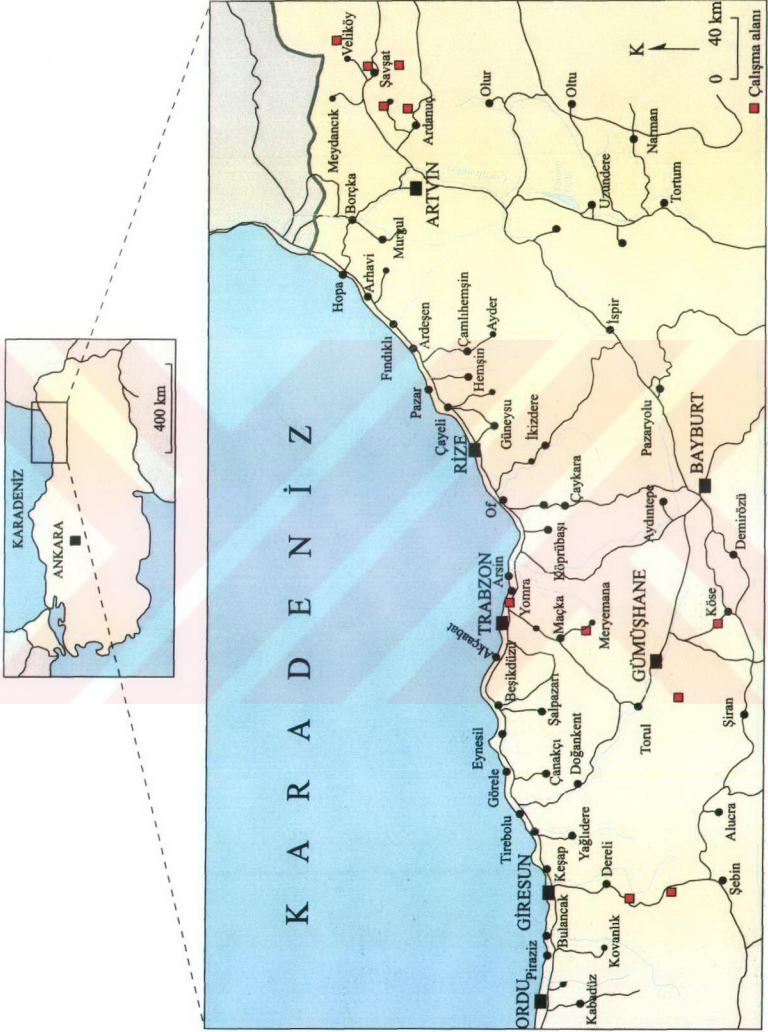 KARADENİZ
ANKARA
400 km
K A R A D E N İ Z
Veliköy
Şavşat
Meydancık
Ardanuç
Borçka
ARTVİN
Murgul
Hopa
Arhavi
Olur
Oltu
Narman
Uzundere
Tortum
K
0 40 km
Çalışma alanı
Fındıklı
Ardeşen
Çamlıhemşin
Ayder
Pazar
Hemşin
Çayeli
RİZE
Güneysu
İkizdere
İspir
Pazaryolu
Of
Çaykara
Köprübaşı
BAYBURT
Aydıntepe
Demirözü
TRABZON
Arsin
Yomra
Akçaabat
Maçka
Meryemana
GÜMÜŞHANE
Köse
Beşikdüzü
Şalpazarı
Torul
Şiran
Eynesil
Görele
Çanakçı
Doğankent
Tirebolu
Yağlıdere
Keşap
GİRESUN
Dereli
Alucra
Şebin
Bulancak
Kovanlık
Piraziz
ORDU
Kabadüz